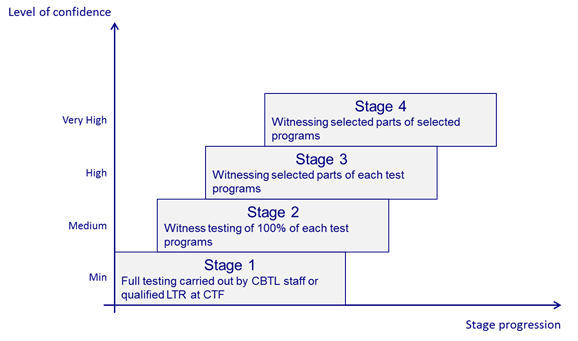 Level of confidence
Very High
Stage 4
Witnessing selected parts of selected
programs
High
Stage 3
Witnessing selected parts of each test
programs
Medium
Stage 2
Witness testing of 100% of each test
programs
Min
Stage 1
Full testing carried out by CBTL staff or
qualified LTR at CTF
Stage progression